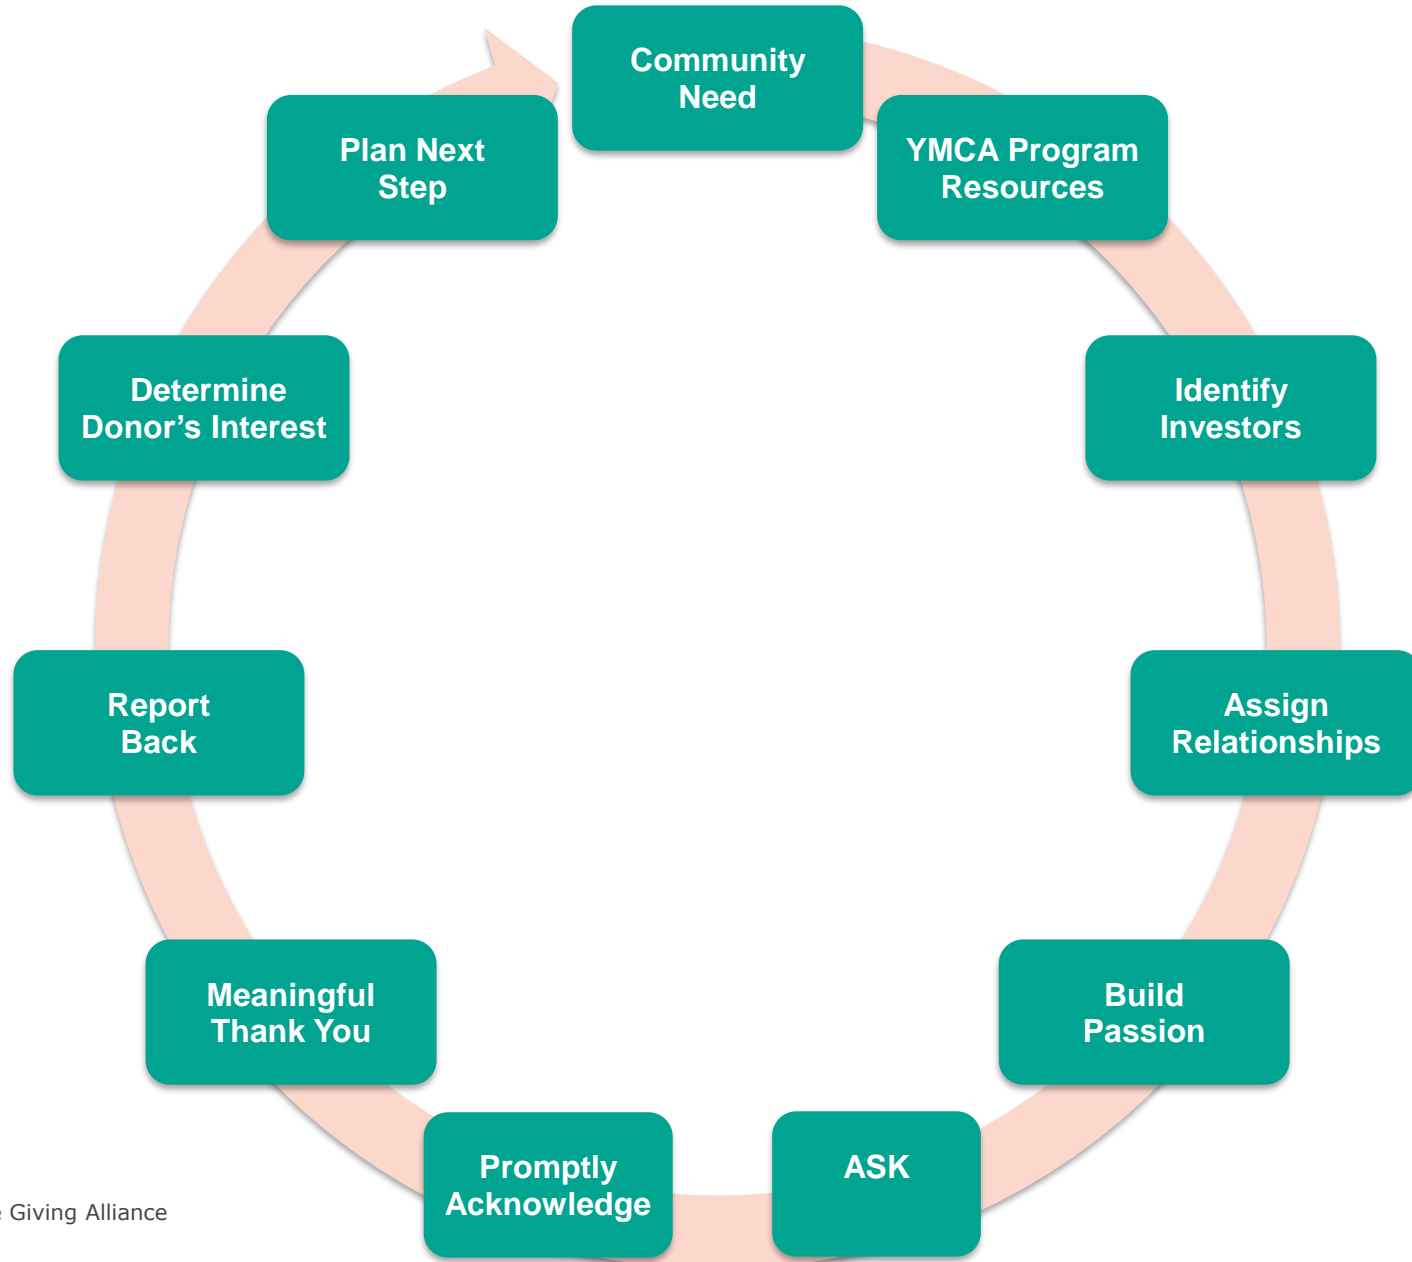 Community
Need
YMCA Program
Resources
Identify
Investors
Assign
Relationships
Build
Passion
ASK
Promptly
Acknowledge
Meaningful
Thank You
Report
Back
Determine
Donor’s Interest
Plan Next
Step
Giving Alliance